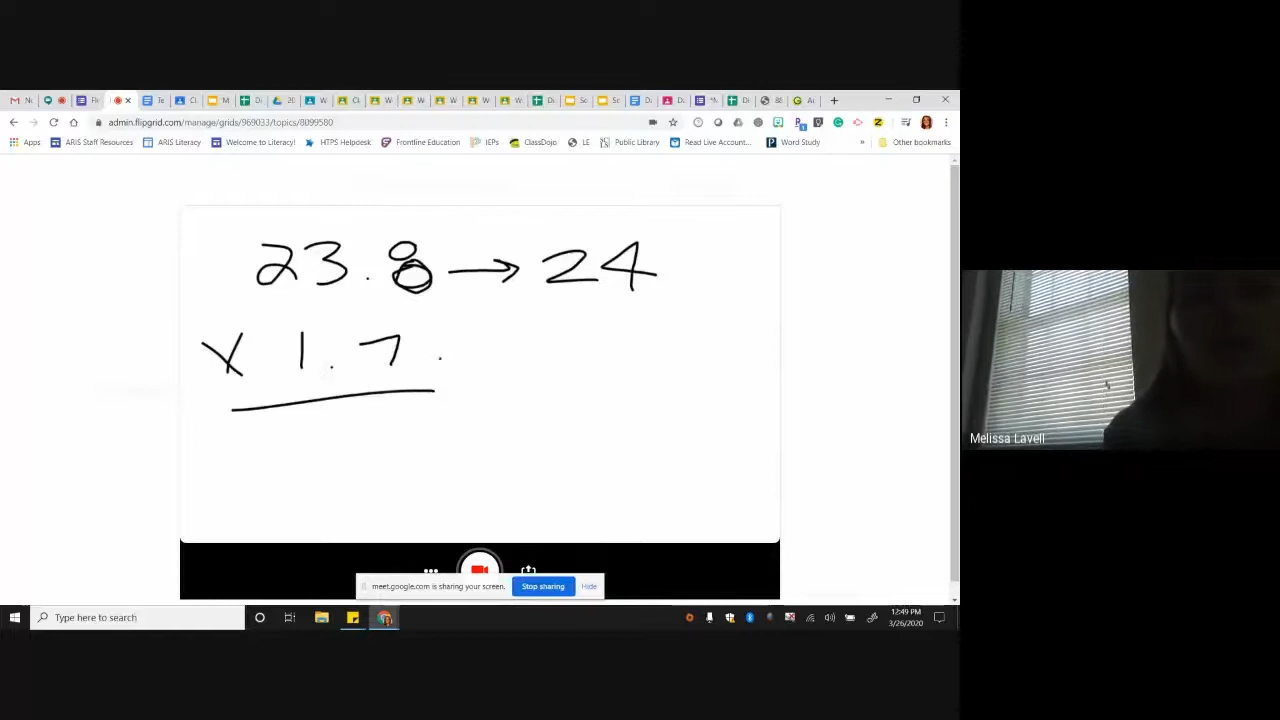 admin.flipgrid.com/manage/grids/969033/topics/8099580
Apps ARIS Staff Resources ARIS Literacy Welcome to Literacy! HTPS Helpdesk Frontline Education IEPs ClassDojo LE Public Library Read Live Account... Word Study » Other bookmarks
23.8 → 24
x 1.7
Melissa Lavell
meet.google.com is sharing your screen. Stop sharing Hide
Type here to search
12:49 PM
3/26/2020